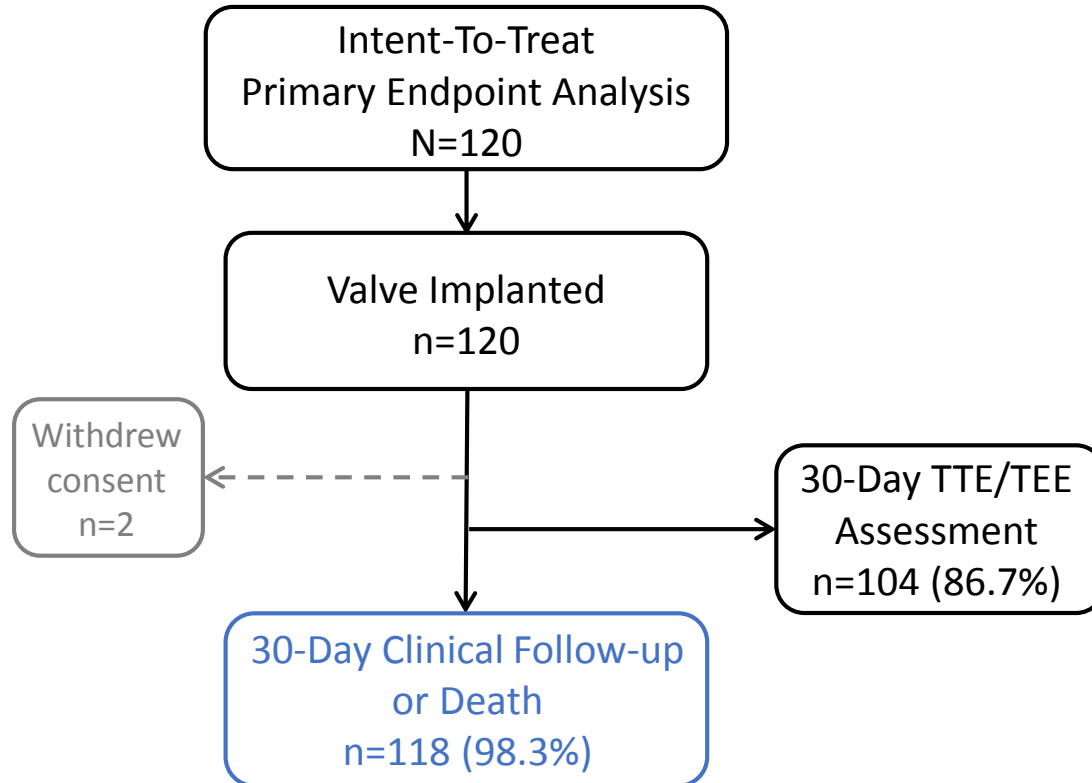 Intent-To-Treat
Primary Endpoint Analysis
N=120
Valve Implanted
n=120
Withdrew
consent
n=2
30-Day TTE/TEE
Assessment
n=104 (86.7%)
30-Day Clinical Follow-up
or Death
n=118 (98.3%)